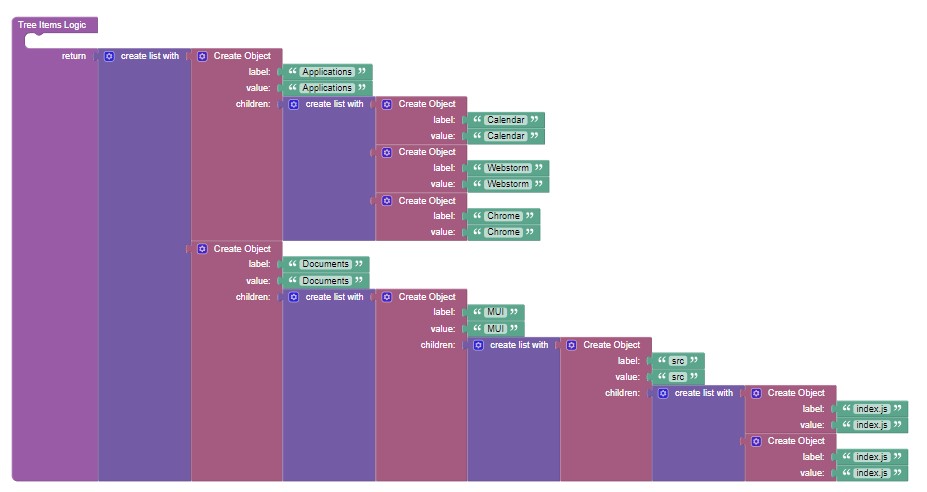 Tree Items Logic
return create list with Create Object
label: “ Applications ”
value: “ Applications ”
children: create list with Create Object
label: “ Calendar ”
value: “ Calendar ”
Create Object
label: “ Webstorm ”
value: “ Webstorm ”
Create Object
label: “ Chrome ”
value: “ Chrome ”
Create Object
label: “ Documents ”
value: “ Documents ”
children: create list with Create Object
label: “ MUI ”
value: “ MUI ”
children: create list with Create Object
label: “ src ”
value: “ src ”
children: create list with Create Object
label: “ index.js ”
value: “ index.js ”
Create Object
label: “ index.js ”
value: “ index.js ”